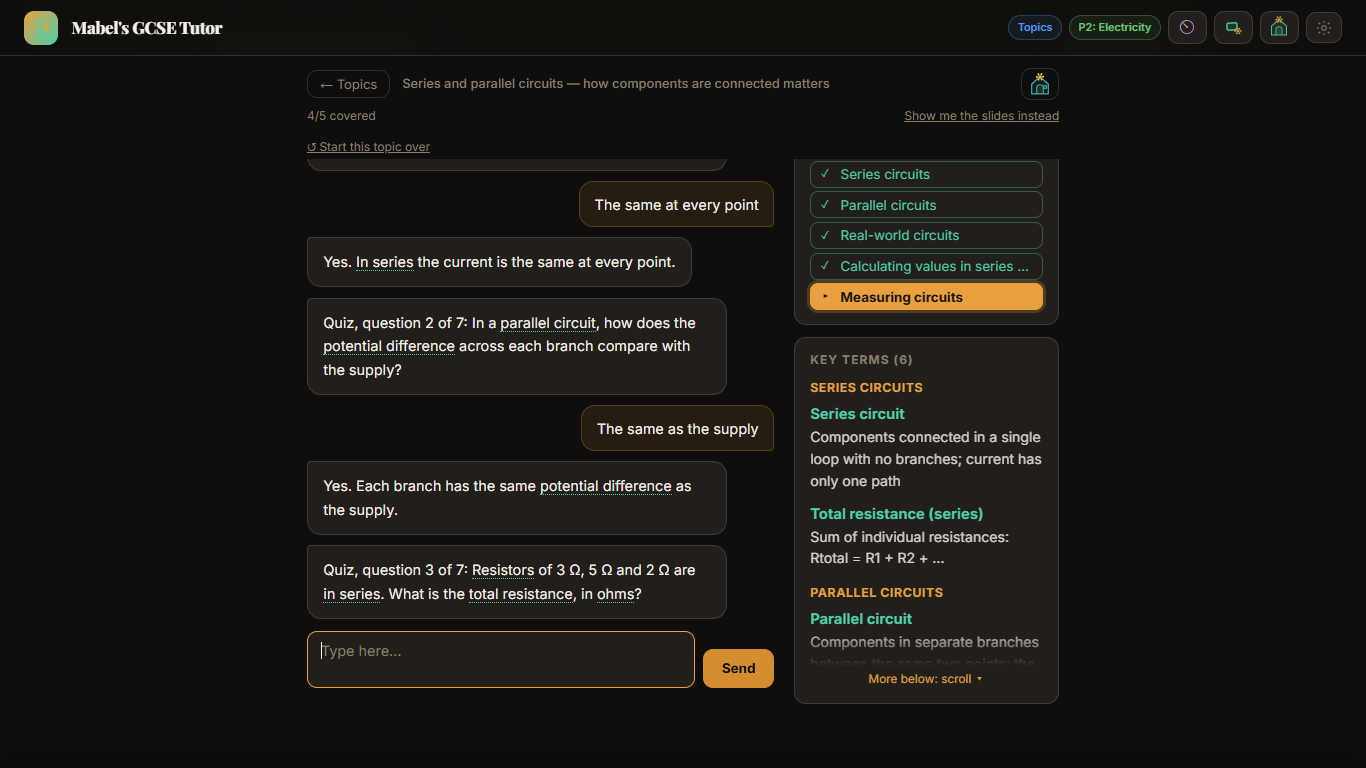 Mabel's GCSE Tutor
Topics
P2: Electricity
← Topics
Series and parallel circuits — how components are connected matters
4/5 covered
Show me the slides instead
↺ Start this topic over
The same at every point
Yes. In series the current is the same at every point.
Quiz, question 2 of 7: In a parallel circuit, how does the
potential difference across each branch compare with
the supply?
The same as the supply
Yes. Each branch has the same potential difference as
the supply.
Quiz, question 3 of 7: Resistors of 3 Ω, 5 Ω and 2 Ω are
in series. What is the total resistance, in ohms?
Type here...
Send
✓ Series circuits
✓ Parallel circuits
✓ Real-world circuits
✓ Calculating values in series ...
▸ Measuring circuits
KEY TERMS (6)
SERIES CIRCUITS
Series circuit
Components connected in a single
loop with no branches; current has
only one path
Total resistance (series)
Sum of individual resistances:
Rtotal = R1 + R2 + ...
PARALLEL CIRCUITS
Parallel circuit
Components in separate branches
between the same two points; the
More below: scroll ▾